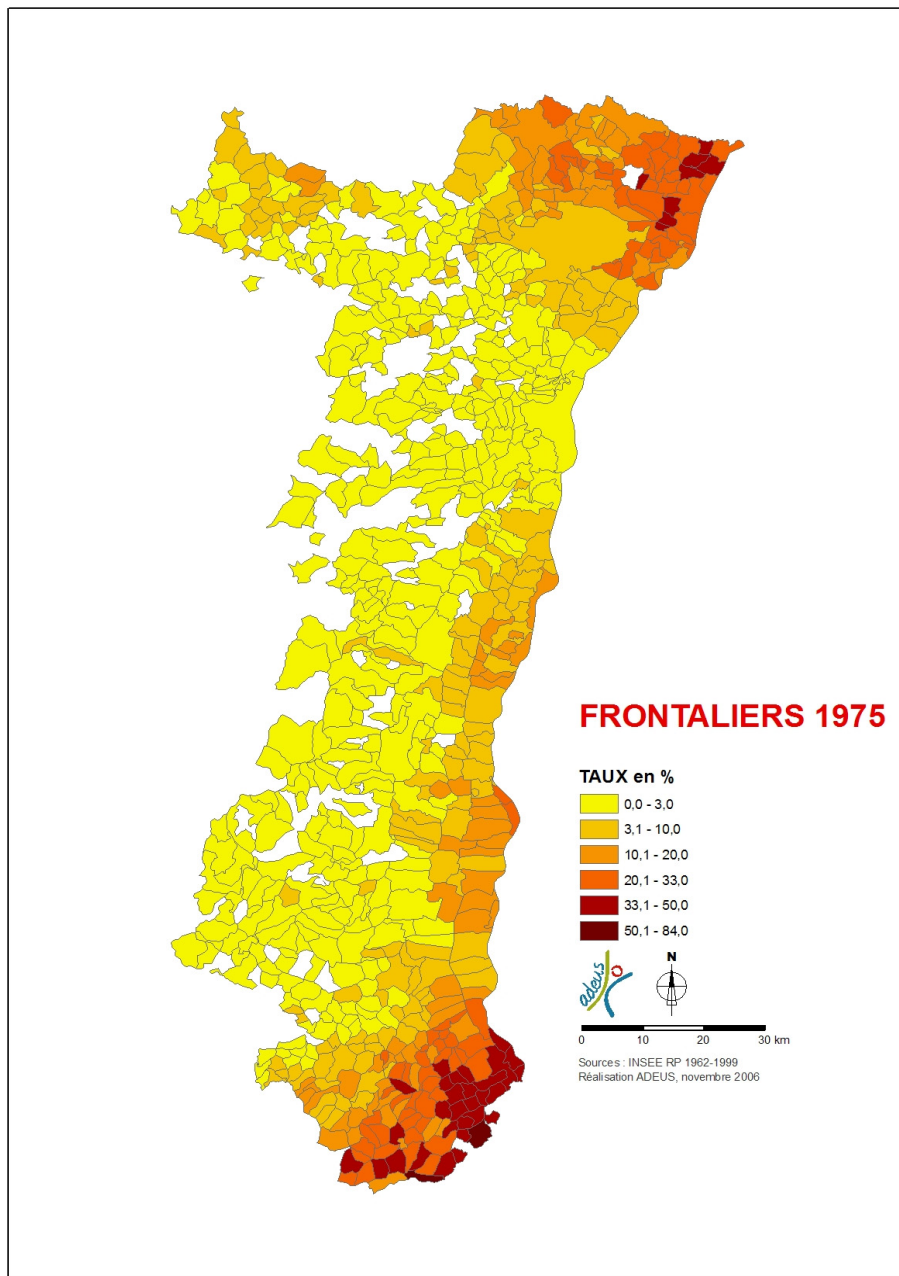 FRONTALIERS 1975
TAUX en %
0,0 - 3,0
3,1 - 10,0
10,1 - 20,0
20,1 - 33,0
33,1 - 50,0
50,1 - 84,0
adeus
N
0 10 20 30 km
Sources : INSEE RP 1962-1999
Réalisation ADEUS, novembre 2006